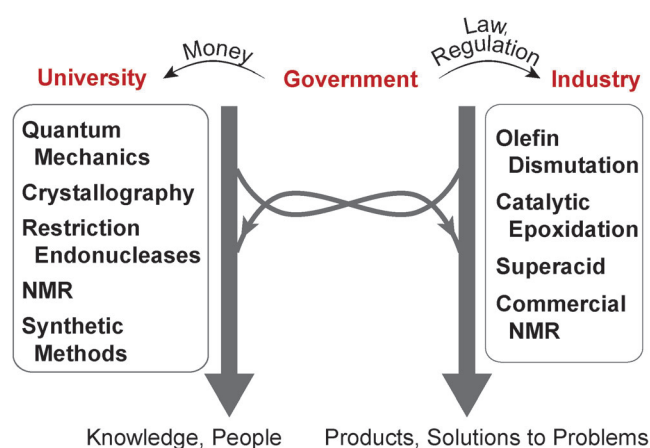 Money
Law,
Regulation
University
Government
Industry
Quantum
Mechanics
Crystallography
Restriction
Endonucleases
NMR
Synthetic
Methods
Olefin
Dismutation
Catalytic
Epoxidation
Superacid
Commercial
NMR
Knowledge, People
Products, Solutions to Problems